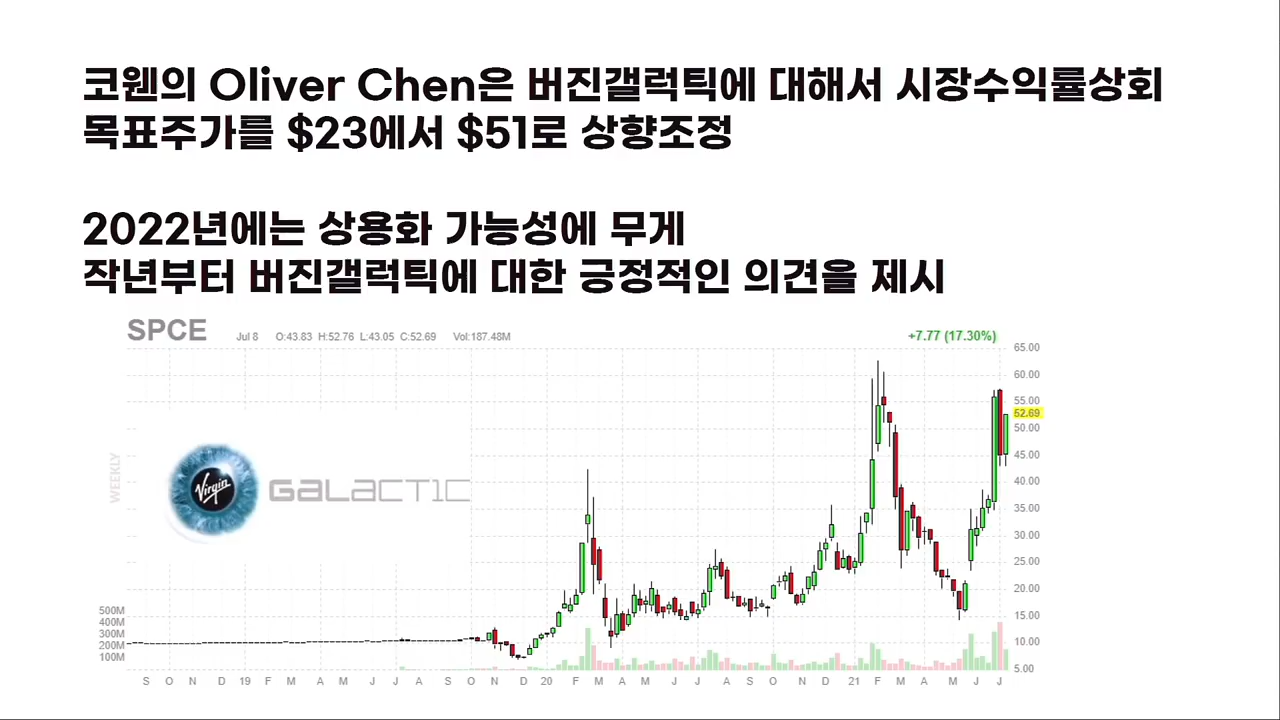 코웬의 Oliver Chen은 버진갤럭틱에 대해서 시장수익률상회
목표주가를 $23에서 $51로 상향조정
2022년에는 상용화 가능성에 무게
작년부터 버진갤럭틱에 대한 긍정적인 의견을 제시
SPCE Jul 8 O:43.83 H:52.76 L:43.05 C:52.69 Vol:187.48M +7.77 (17.30%)
65.00
60.00
55.00
52.69
50.00
45.00
40.00
35.00
30.00
25.00
20.00
15.00
10.00
5.00
WEEKLY
Virgin GALACTIC
500M
400M
300M
200M
100M
S O N D 19 F M A M J J A S O N D 20 F M A M J J A S O N D 21 F M A M J J